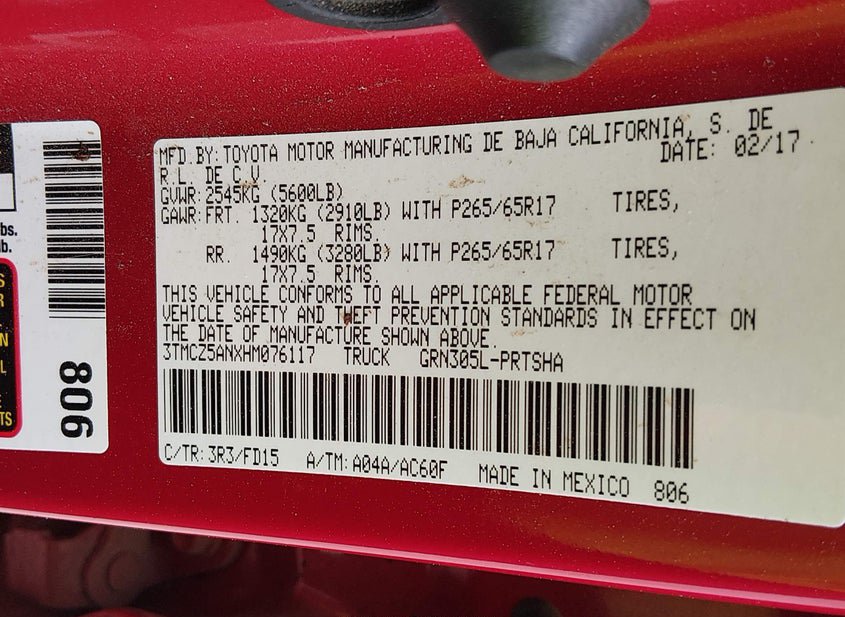 MFD.BY:TOYOTA MOTOR MANUFACTURING DE BAJA CALIFORNIA, S. DE
R.L. DE C.V. DATE: 02/17
GVWR:2545KG (5600LB)
GAWR:FRT. 1320KG (2910LB) WITH P265/65R17 TIRES,
17X7.5 RIMS.
RR. 1490KG (3280LB) WITH P265/65R17 TIRES,
17X7.5 RIMS.
THIS VEHICLE CONFORMS TO ALL APPLICABLE FEDERAL MOTOR
VEHICLE SAFETY AND THEFT PREVENTION STANDARDS IN EFFECT ON
THE DATE OF MANUFACTURE SHOWN ABOVE.
3TMCZ5ANXHM076117 TRUCK GRN305L-PRTSHA
C/TR:3R3/FD15 A/TM:A04A/AC60F MADE IN MEXICO 806
806
bs.
b.